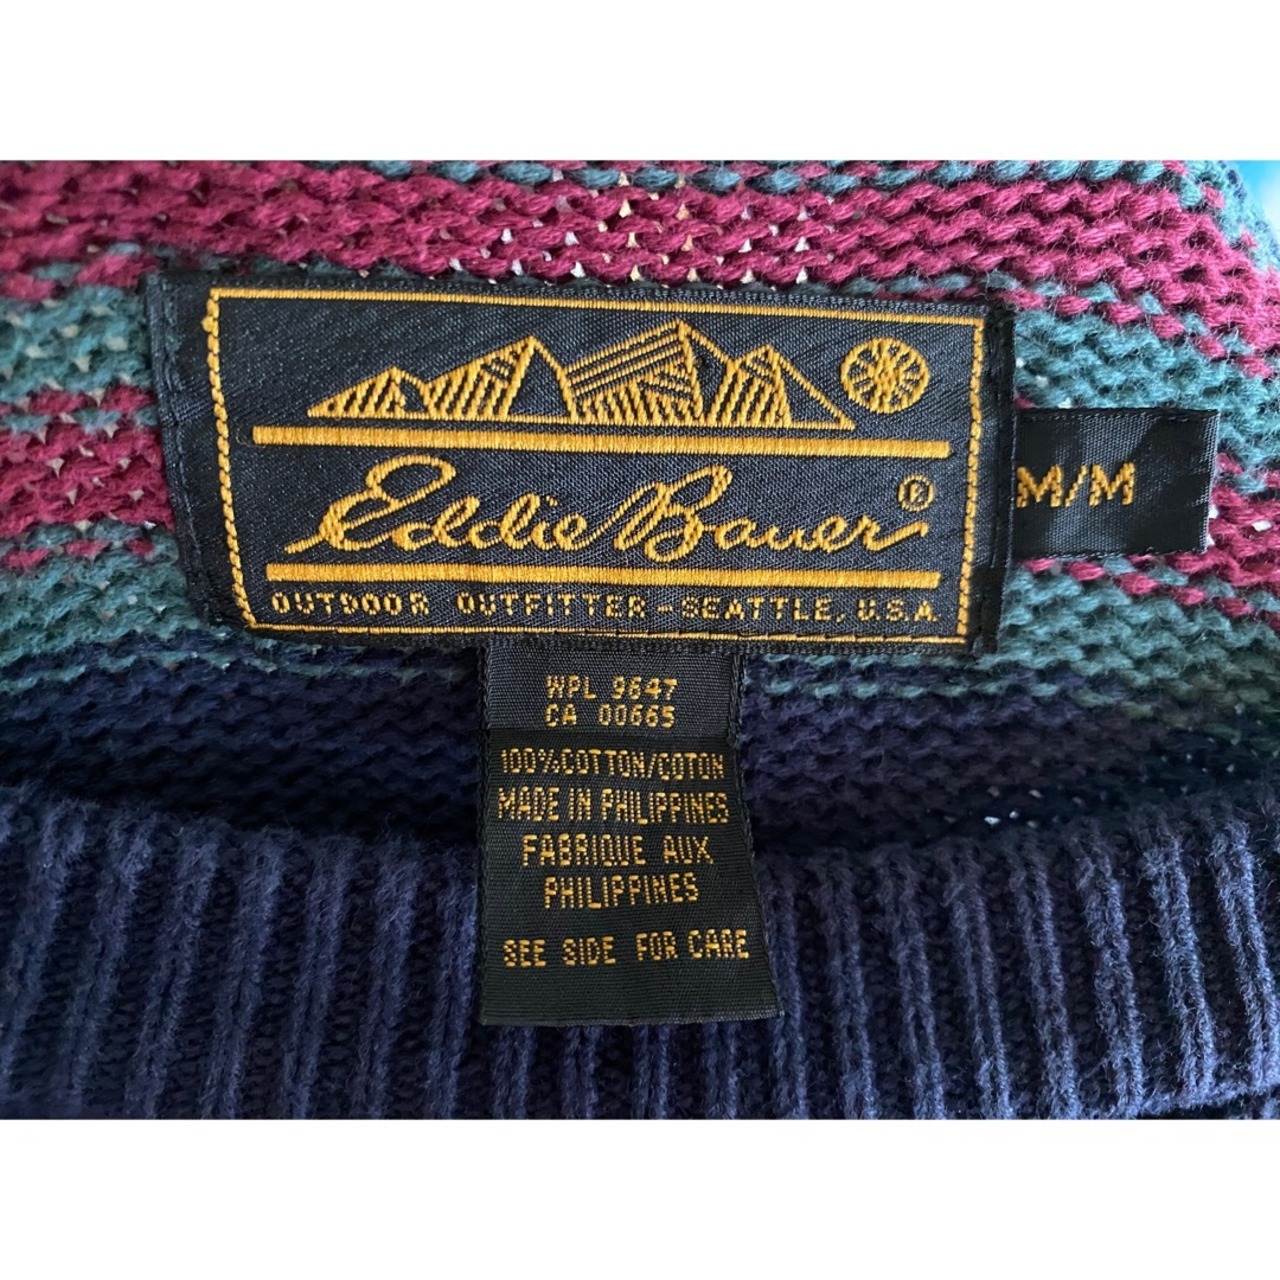 Eddie Bauer®
OUTDOOR OUTFITTER-SEATTLE, U.S.A.
M/M
WPL 9647
CA 00665
100%COTTON/COTON
MADE IN PHILIPPINES
FABRIQUE AUX
PHILIPPINES
SEE SIDE FOR CARE